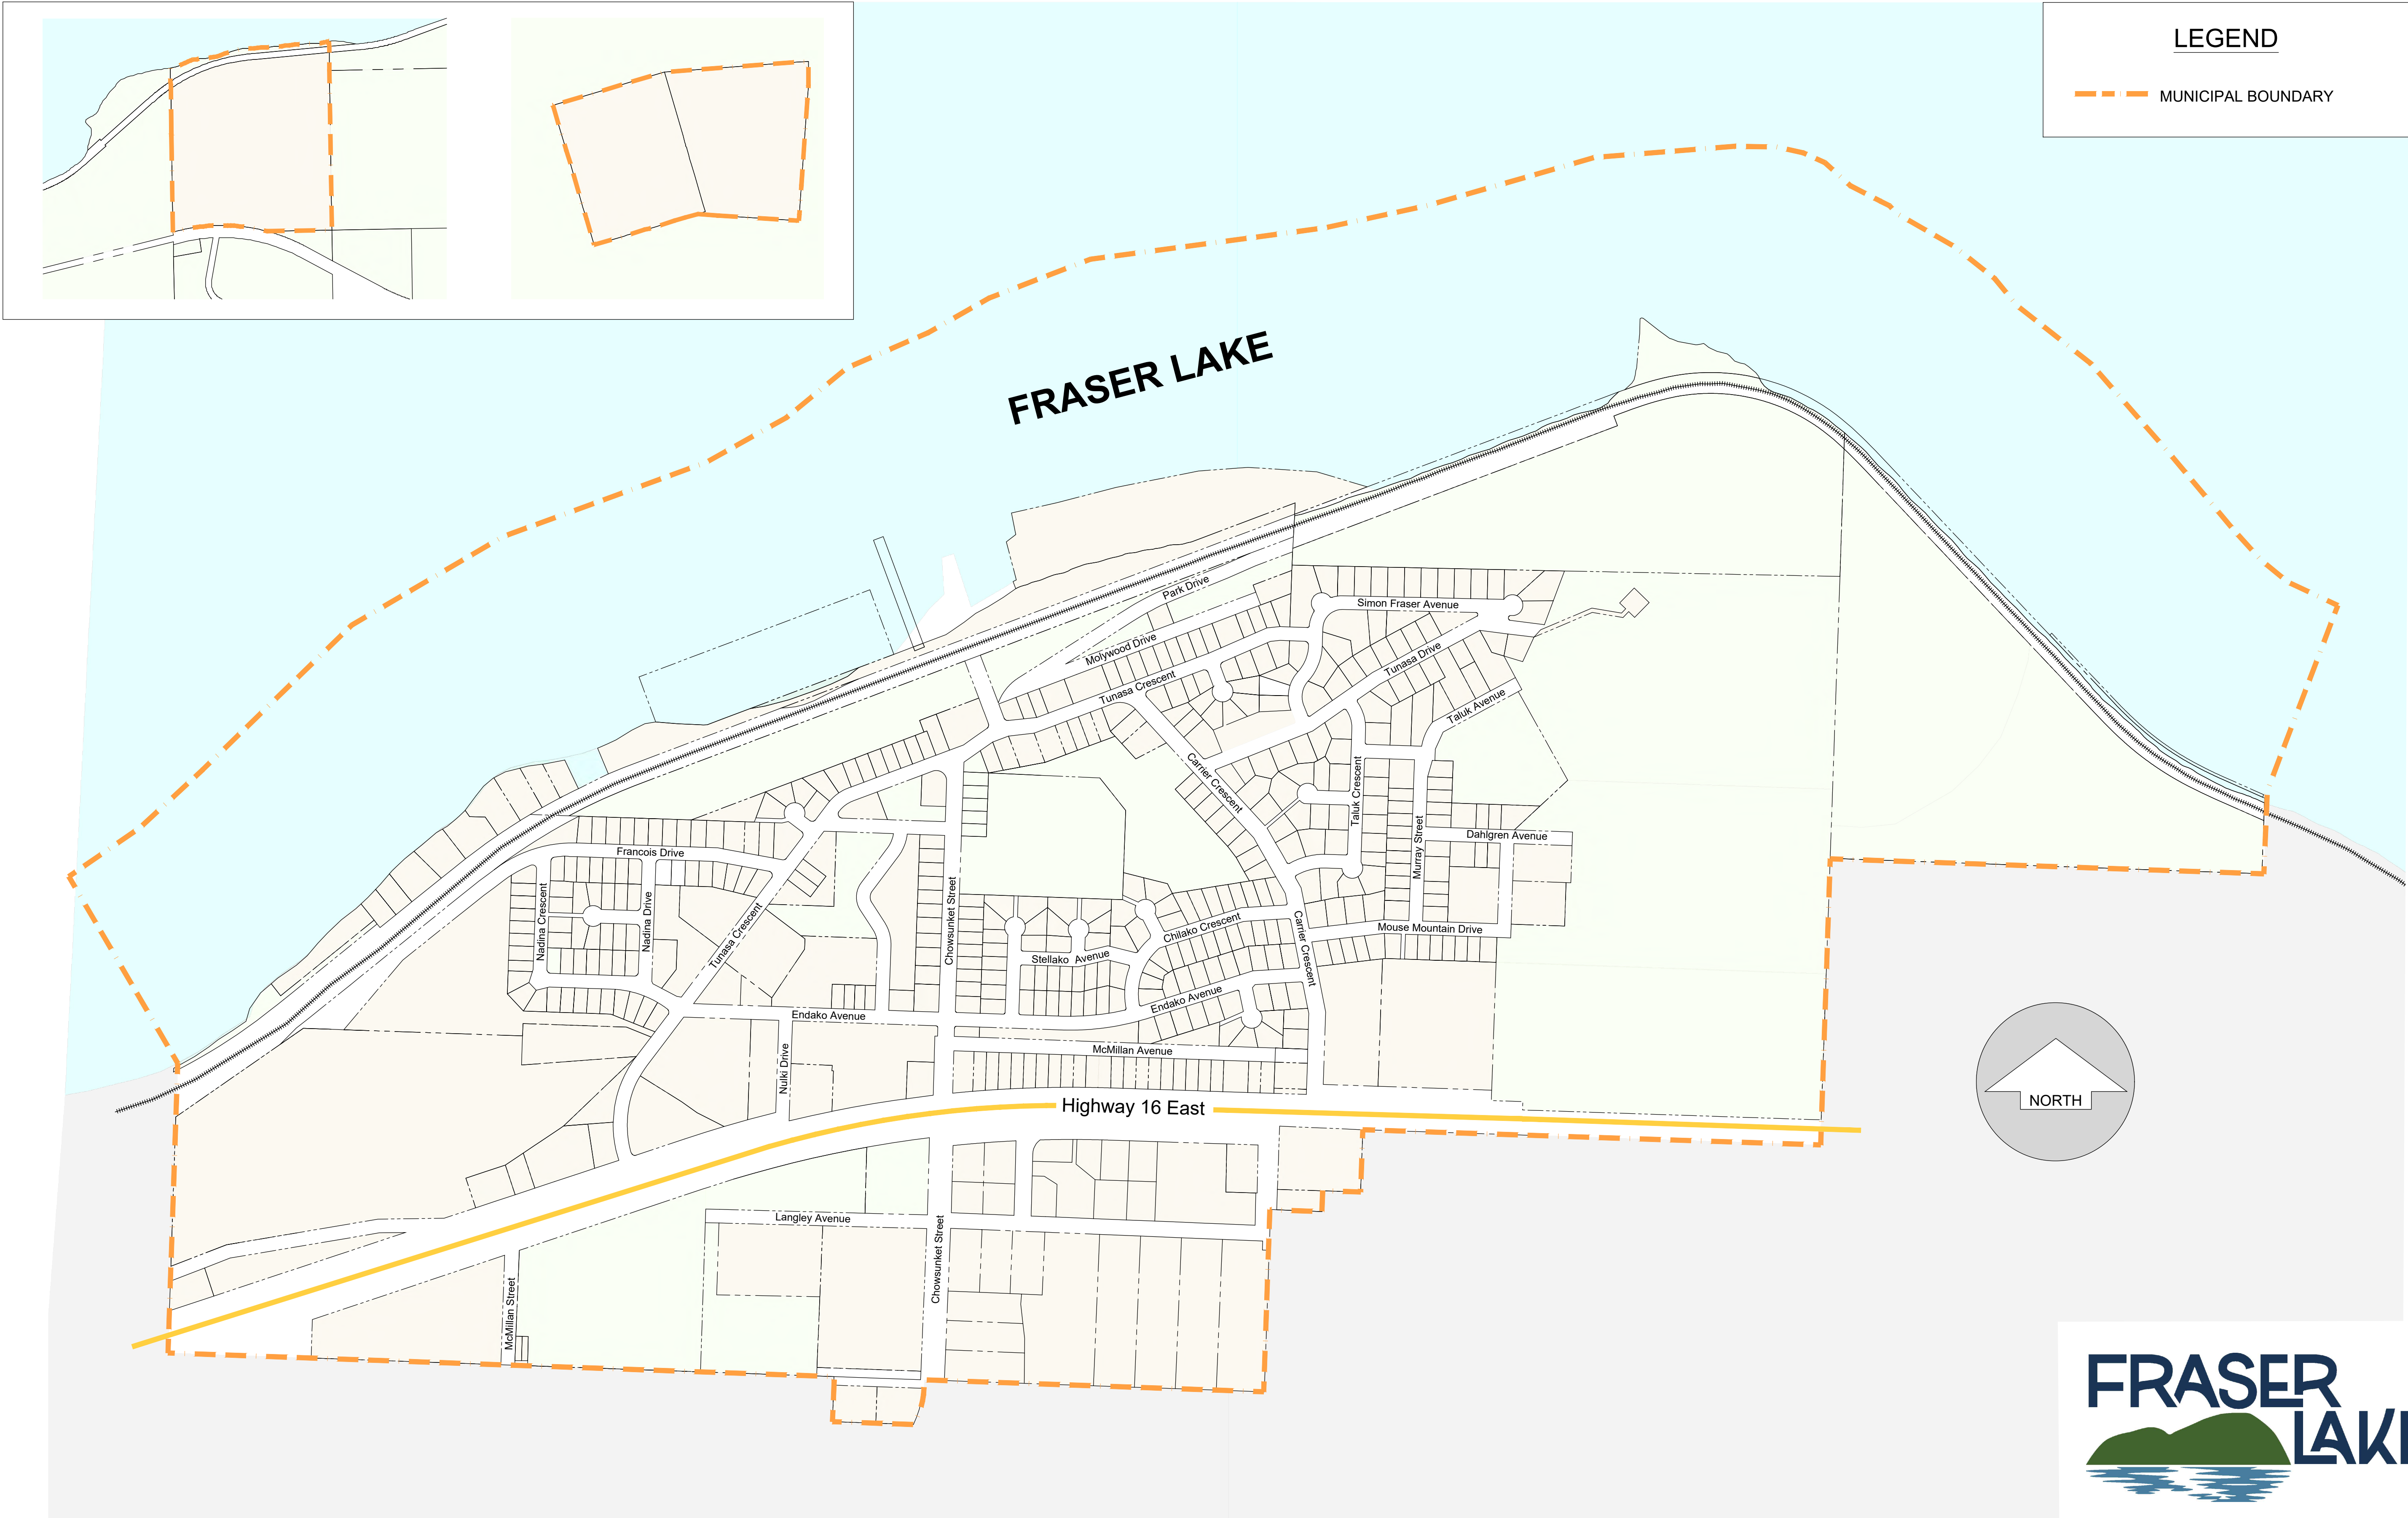 LEGEND
MUNICIPAL BOUNDARY
FRASER LAKE
Park Drive
Simon Fraser Avenue
Molywood Drive
Tunasa Drive
Tunasa Crescent
Taluk Avenue
Carrier Crescent
Taluk Crescent
Murray Street
Dahlgren Avenue
Francois Drive
Nadina Crescent
Nadina Drive
Tunasa Crescent
Chowsunket Street
Chilako Crescent
Carrier Crescent
Mouse Mountain Drive
Stellako Avenue
Endako Avenue
Endako Avenue
McMillan Avenue
Nulki Drive
Highway 16 East
NORTH
Langley Avenue
Chowsunket Street
McMillan Street
FRASER
LAK